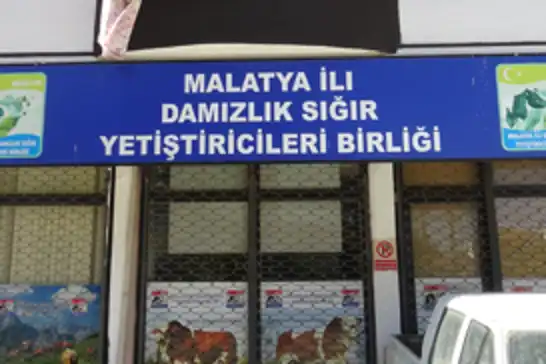 MALATYA İLİ
DAMIZLIK SIĞIR
YETİŞTİRİCİLERİ BİRLİĞİ